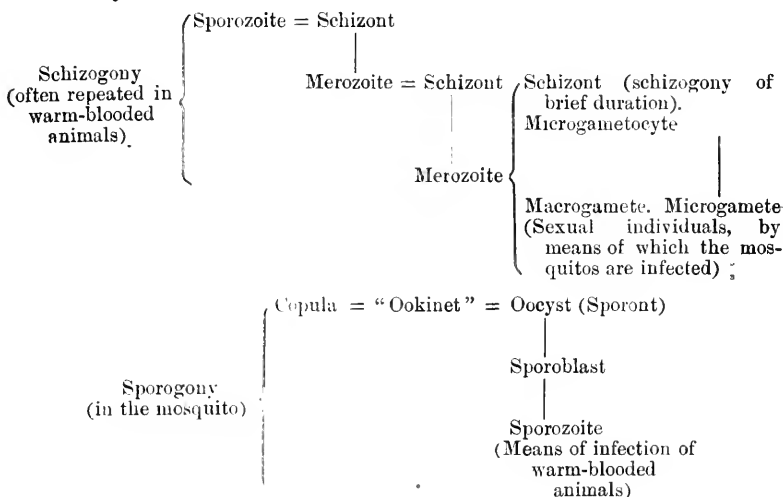 Sporozoite = Schizont
Schizogony
(often repeated in
warm-blooded
animals).
Merozoite = Schizont
Merozoite
Schizont (schizogony of
brief duration).
Microgametocyte
Macrogamete. Microgamete
(Sexual individuals, by
means of which the mos-
quitos are infected) ;
Copula = “Ookinet” = Oocyst (Sporont)
Sporoblast
Sporogony
(in the mosquito)
Sporozoite
(Means of infection of
warm-blooded
animals)